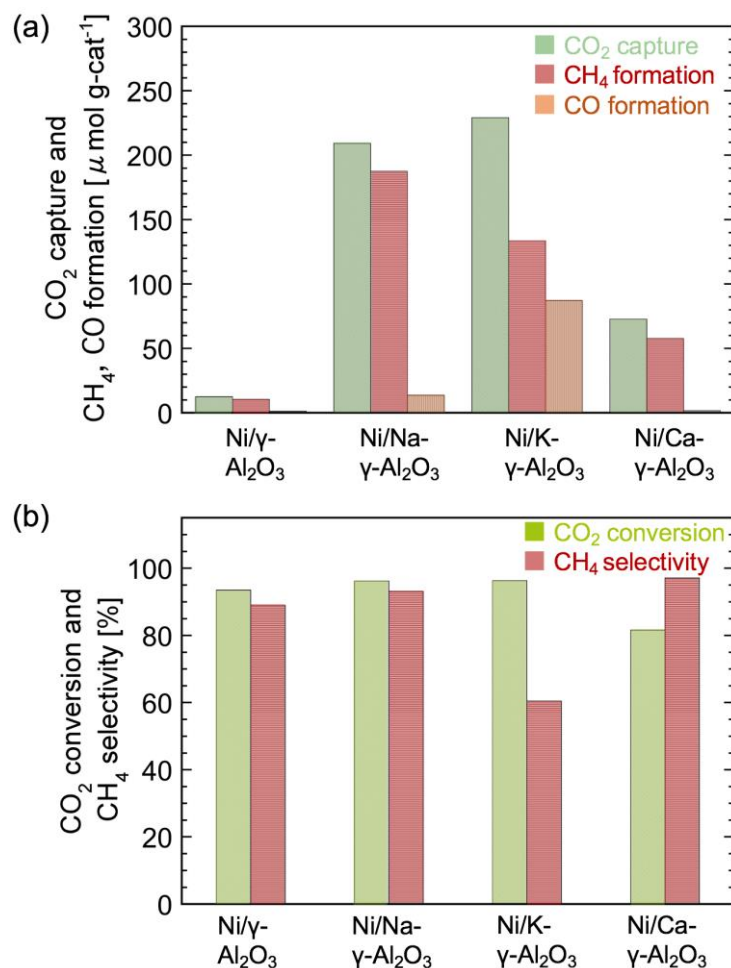 (a)
300
250
200
150
100
50
0
CO₂ capture and
CH₄, CO formation [μ mol g-cat⁻¹]
CO₂ capture
CH₄ formation
CO formation
Ni/γ-
Al₂O₃
Ni/Na-
γ-Al₂O₃
Ni/K-
γ-Al₂O₃
Ni/Ca-
γ-Al₂O₃
(b)
100
80
60
40
20
0
CO₂ conversion and
CH₄ selectivity [%]
CO₂ conversion
CH₄ selectivity
Ni/γ-
Al₂O₃
Ni/Na-
γ-Al₂O₃
Ni/K-
γ-Al₂O₃
Ni/Ca-
γ-Al₂O₃